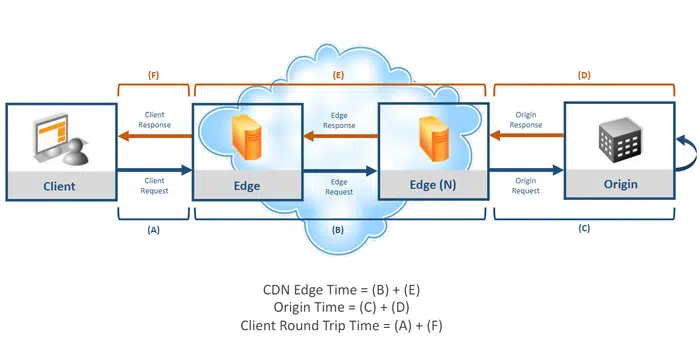 (F)
(E)
(D)
Client
Response
Edge
Response
Origin
Response
Client
Edge
Edge (N)
Origin
Client
Request
Edge
Request
Origin
Request
(A)
(B)
(C)
CDN Edge Time = (B) + (E)
Origin Time = (C) + (D)
Client Round Trip Time = (A) + (F)